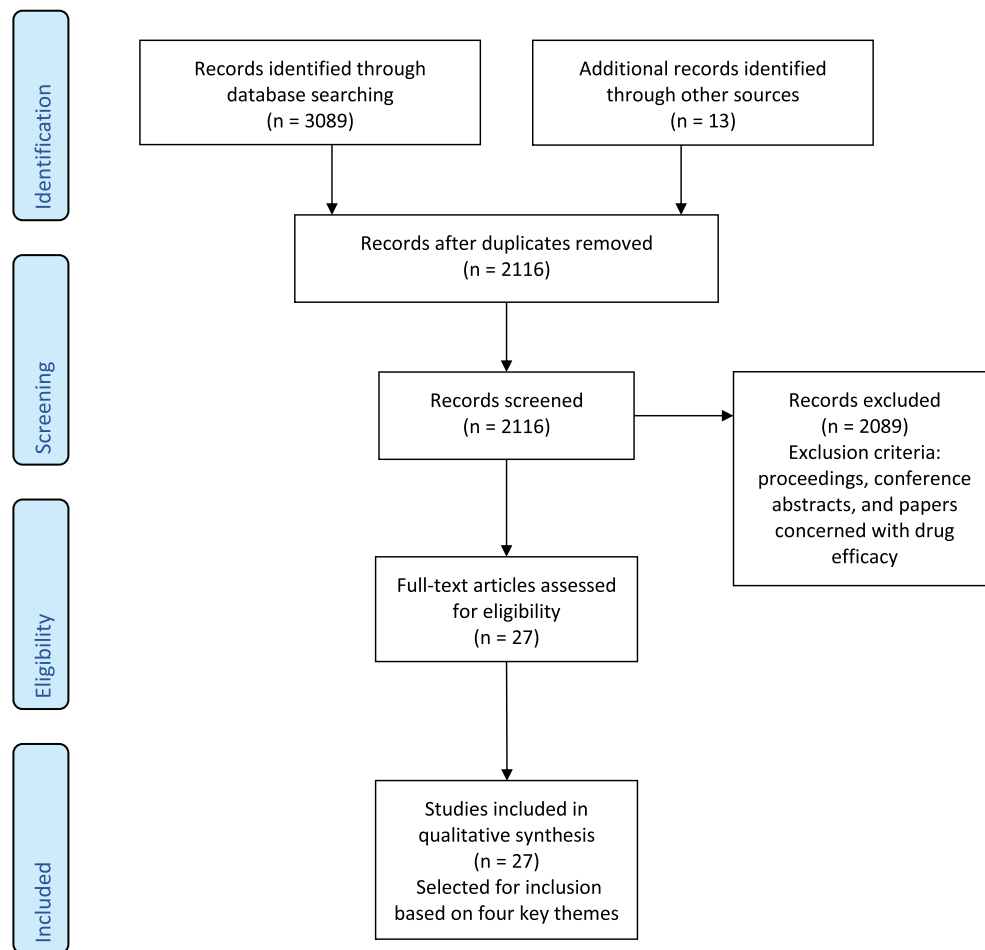 Identification
Records identified through
database searching
(n = 3089)
Additional records identified
through other sources
(n = 13)
Records after duplicates removed
(n = 2116)
Screening
Records screened
(n = 2116)
Records excluded
(n = 2089)
Exclusion criteria:
proceedings, conference
abstracts, and papers
concerned with drug
efficacy
Eligibility
Full-text articles assessed
for eligibility
(n = 27)
Included
Studies included in
qualitative synthesis
(n = 27)
Selected for inclusion
based on four key themes